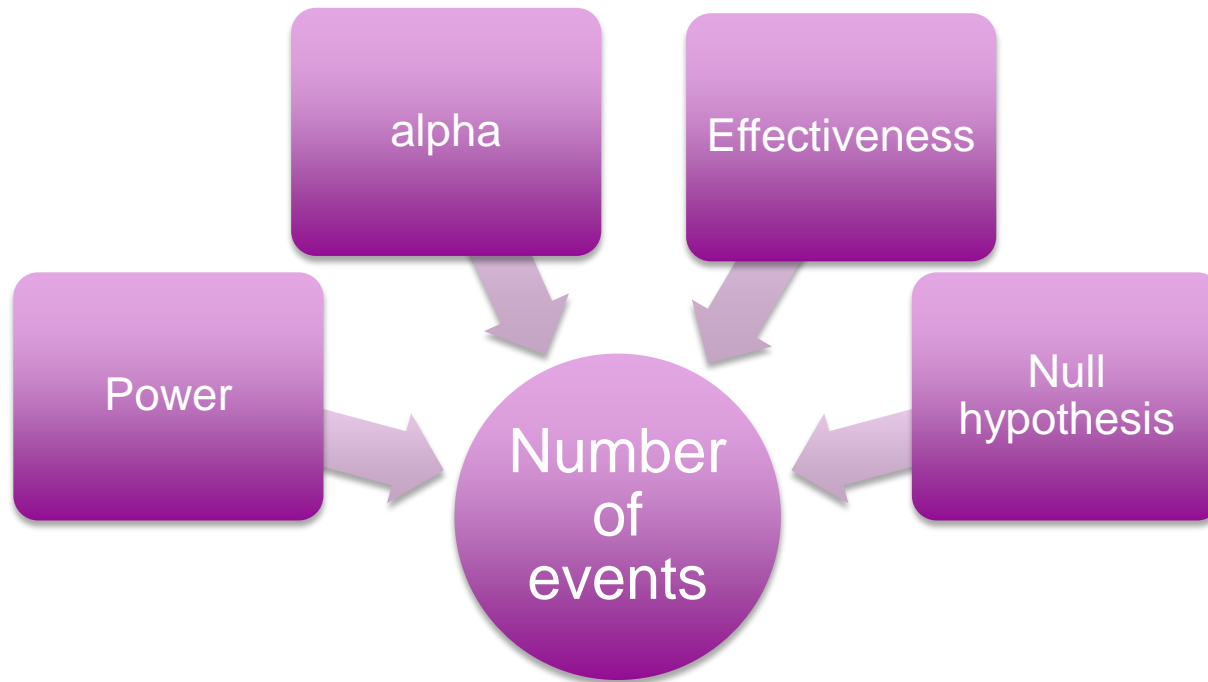 alpha
Effectiveness
Power
Null
hypothesis
Number
of
events